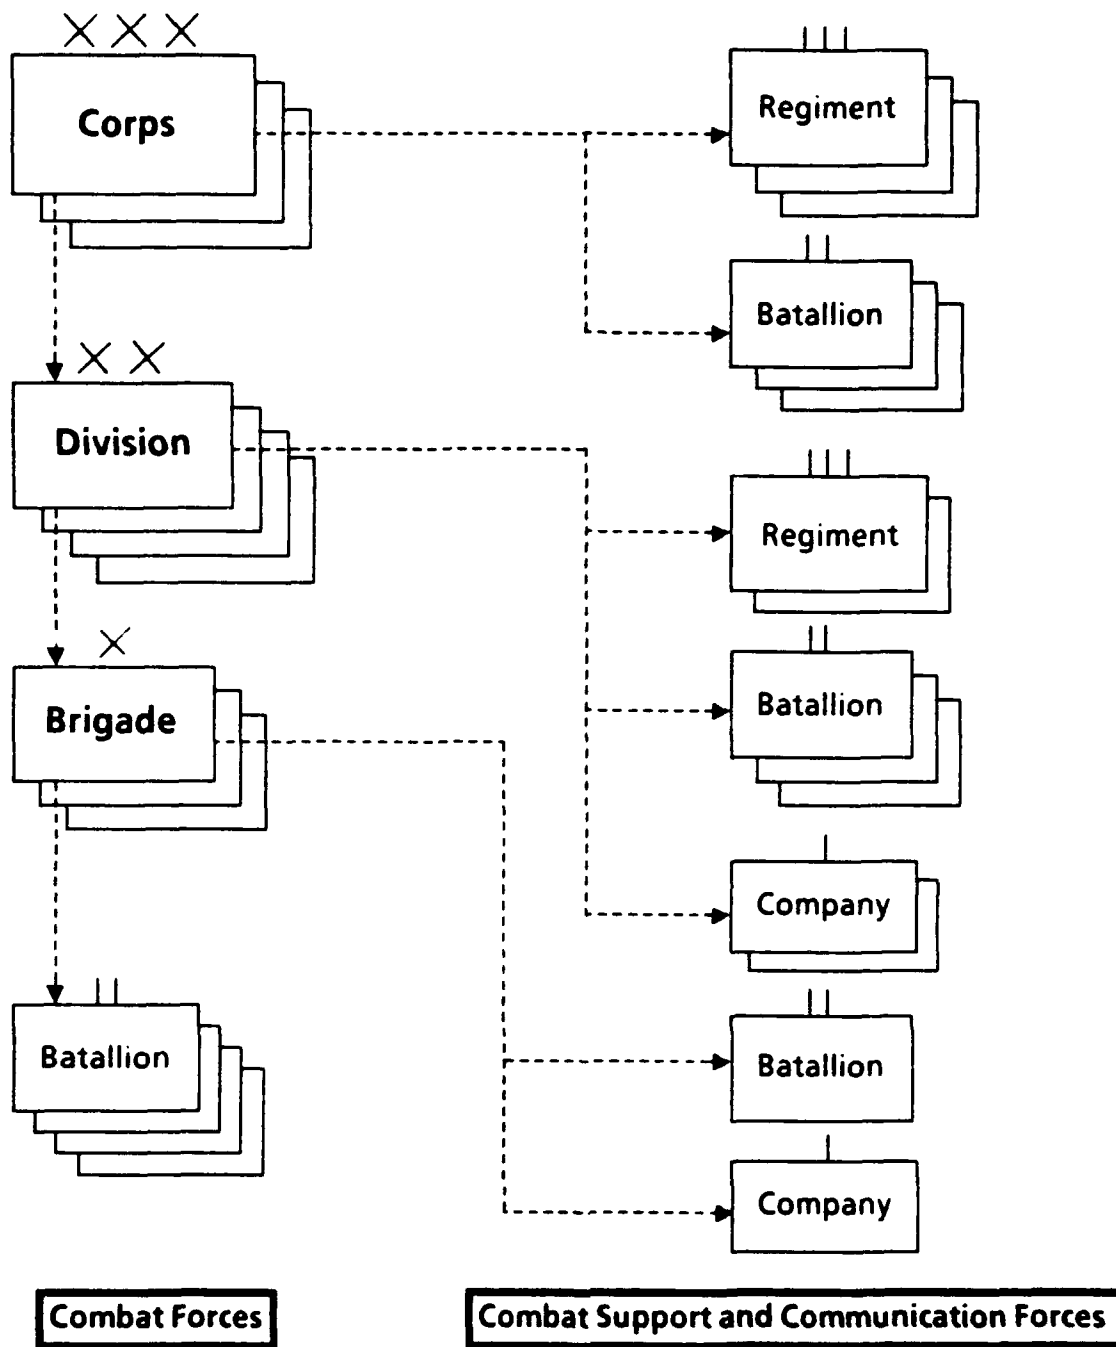 Corps
Regiment
Batallion
Division
Regiment
Brigade
Batallion
Company
Batallion
Batallion
Company
Combat Forces
Combat Support and Communication Forces